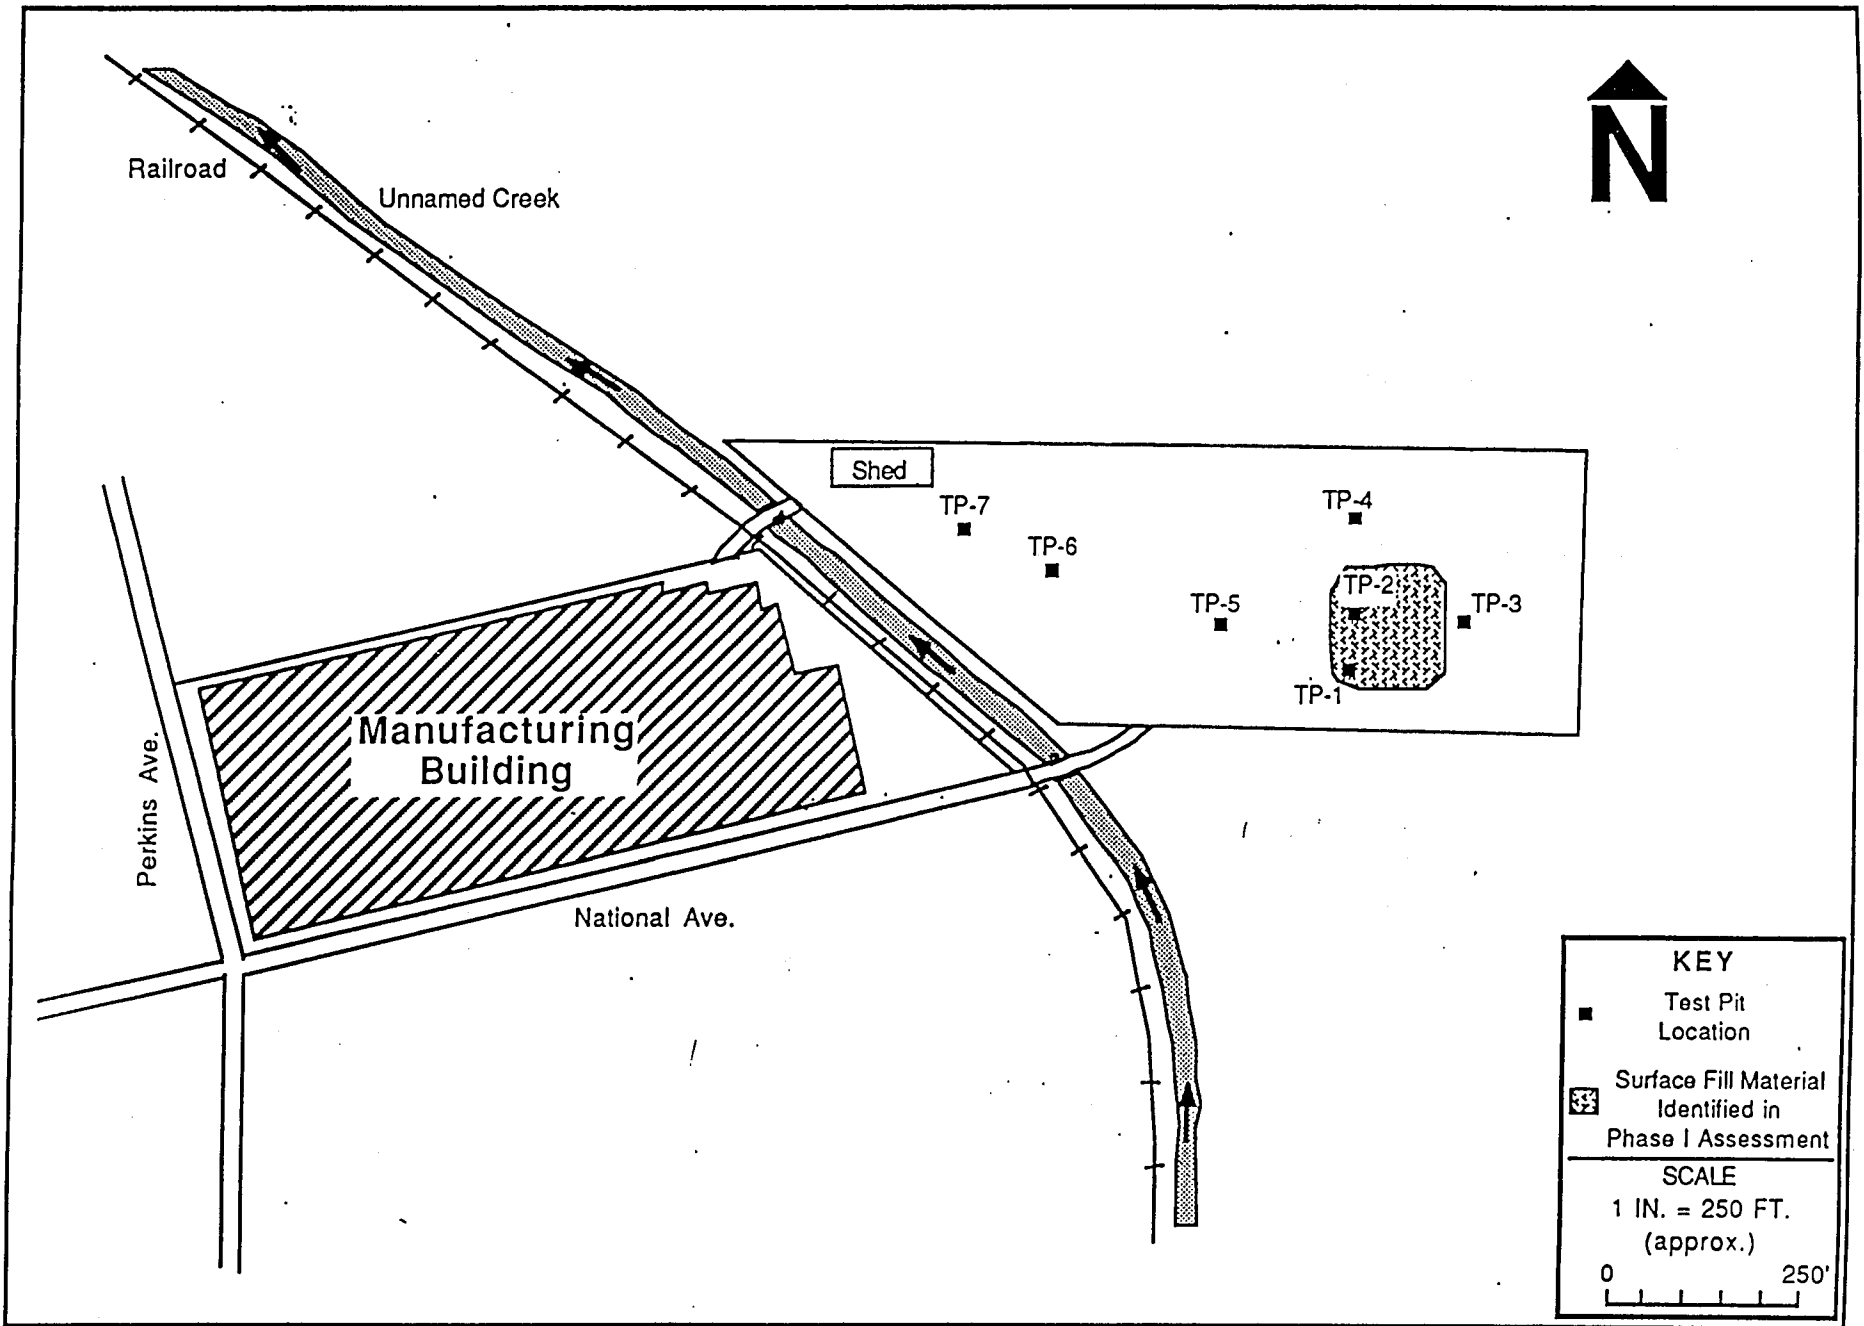 N
Railroad
Unnamed Creek
Shed
TP-7
TP-4
TP-6
TP-2
TP-5
TP-3
TP-1
Manufacturing
Building
Perkins Ave.
National Ave.
KEY
Test Pit
Location
Surface Fill Material
Identified in
Phase I Assessment
SCALE
1 IN. = 250 FT.
(approx.)
0 250'